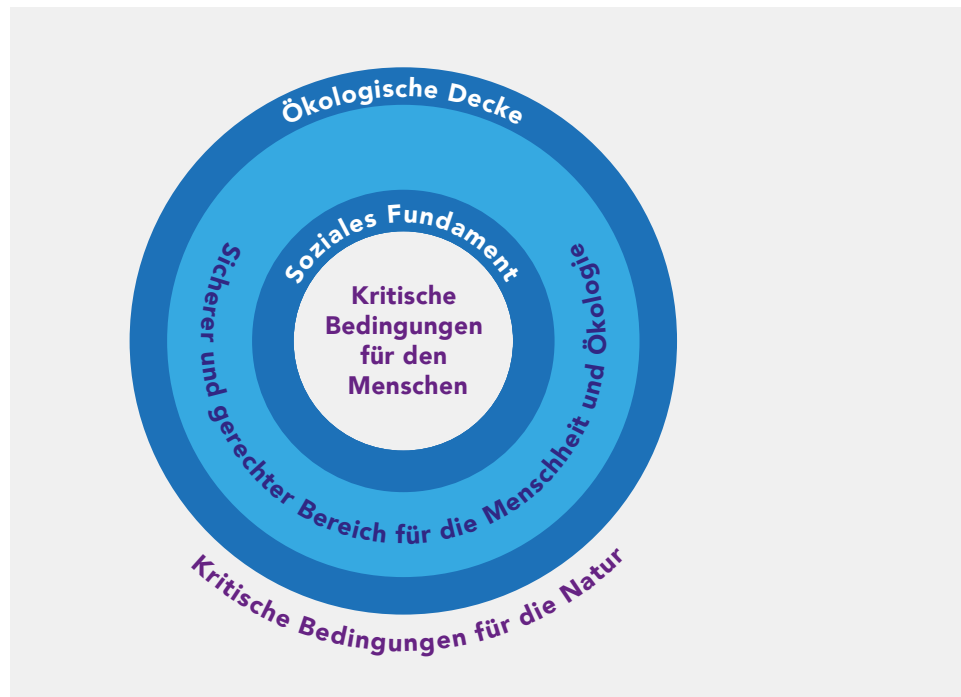 Ökologische Decke
Soziales Fundament
Kritische
Bedingungen
für den
Menschen
Sicherer und gerechter Bereich für die Menschheit und Ökologie
Kritische Bedingungen für die Natur